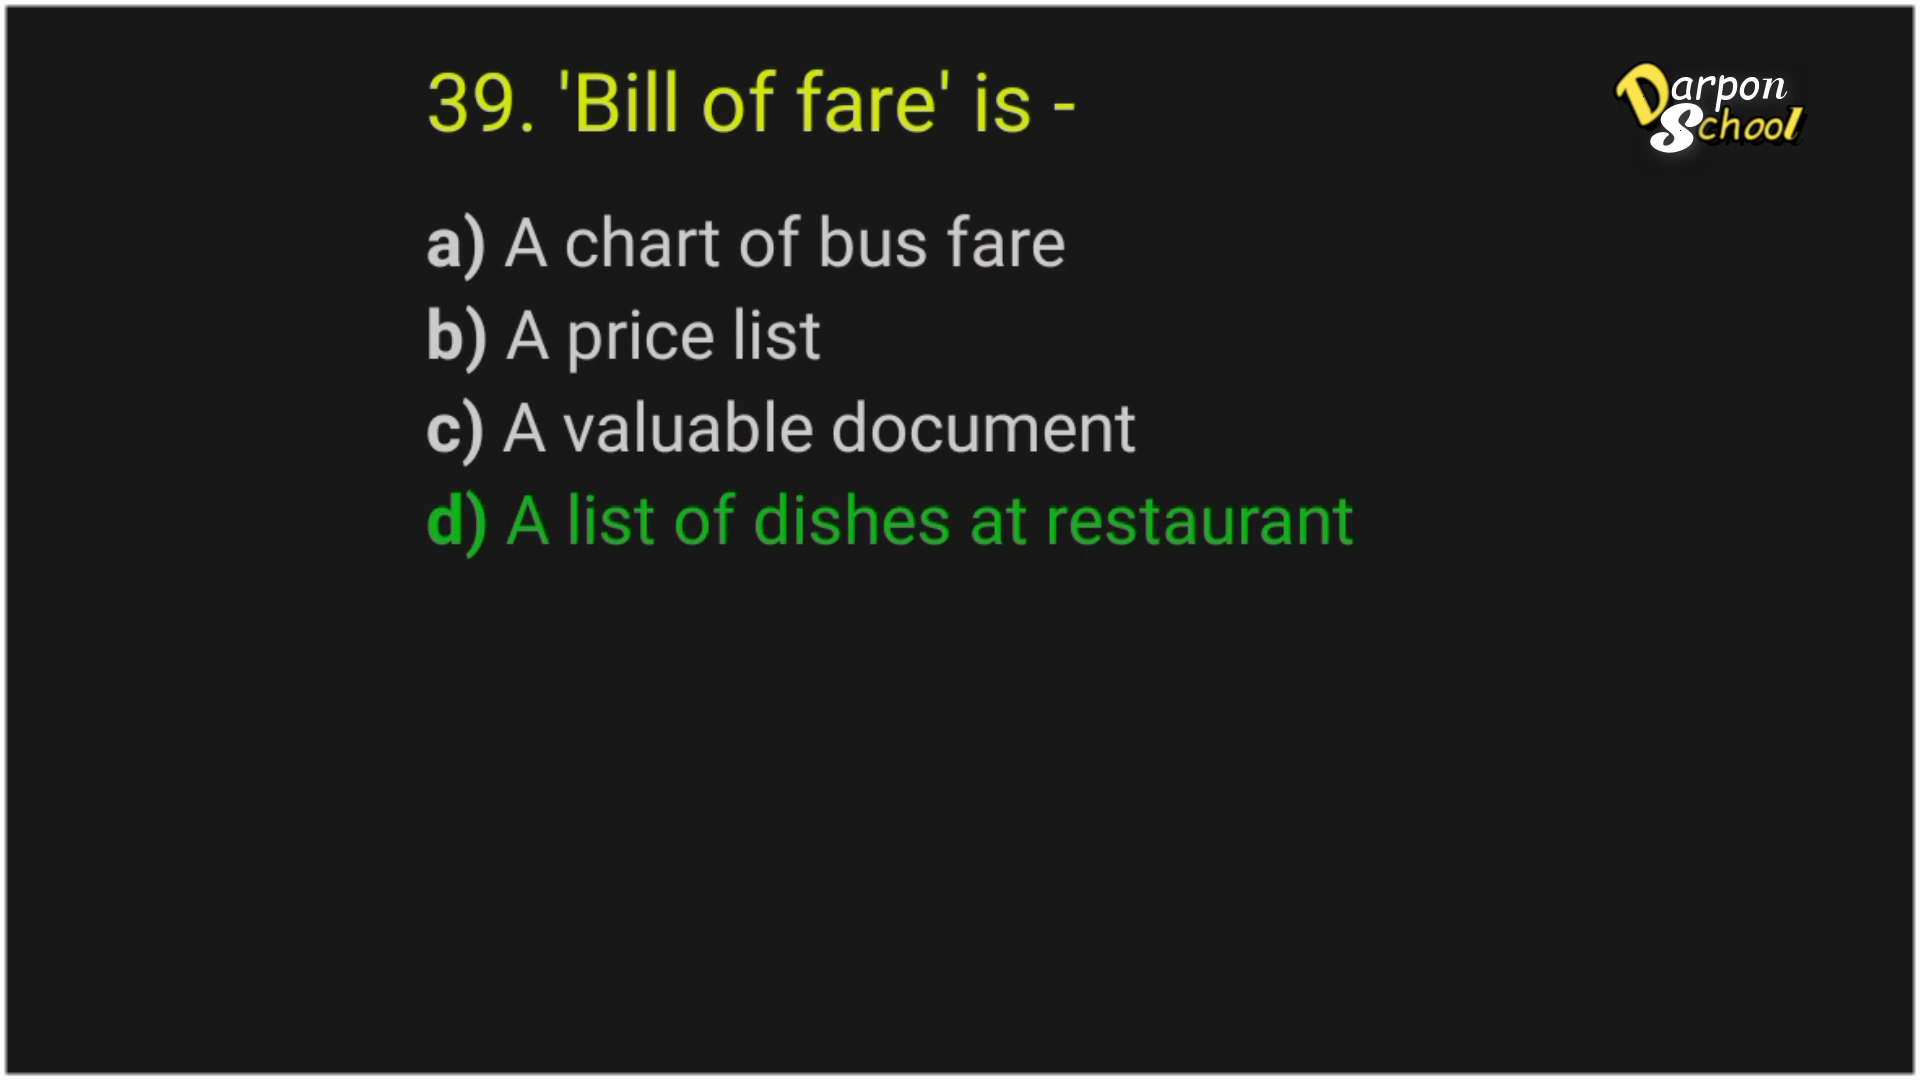 39. 'Bill of fare' is -
Darpon
School
a) A chart of bus fare
b) A price list
c) A valuable document
d) A list of dishes at restaurant